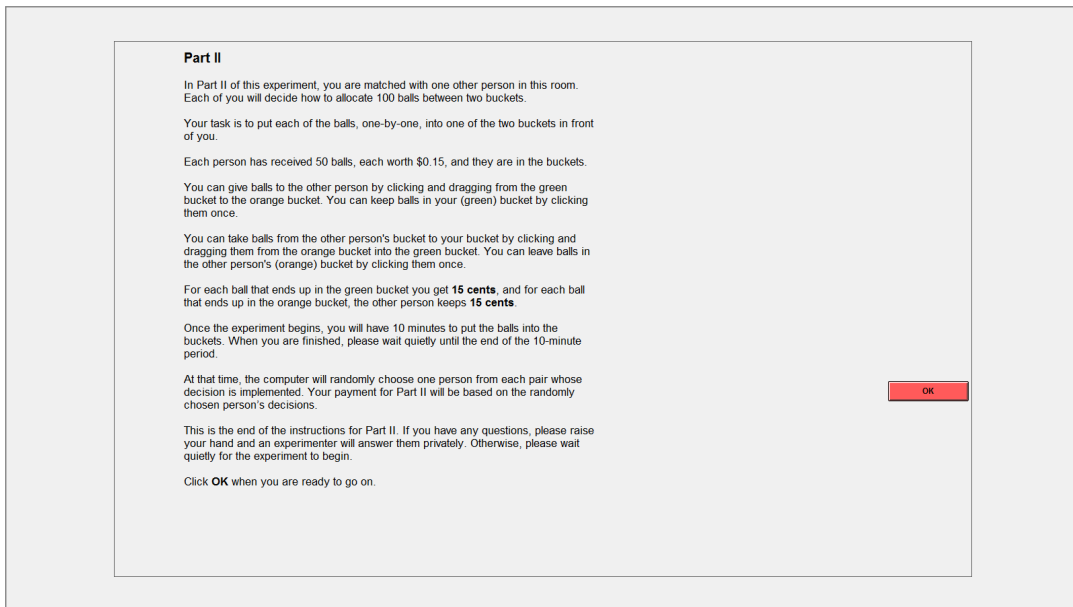 Part II
In Part II of this experiment, you are matched with one other person in this room.
Each of you will decide how to allocate 100 balls between two buckets.
Your task is to put each of the balls, one-by-one, into one of the two buckets in front
of you.
Each person has received 50 balls, each worth $0.15, and they are in the buckets.
You can give balls to the other person by clicking and dragging from the green
bucket to the orange bucket. You can keep balls in your (green) bucket by clicking
them once.
You can take balls from the other person's bucket to your bucket by clicking and
dragging them from the orange bucket into the green bucket. You can leave balls in
the other person's (orange) bucket by clicking them once.
For each ball that ends up in the green bucket you get 15 cents, and for each ball
that ends up in the orange bucket, the other person keeps 15 cents.
Once the experiment begins, you will have 10 minutes to put the balls into the
buckets. When you are finished, please wait quietly until the end of the 10-minute
period.
At that time, the computer will randomly choose one person from each pair whose
decision is implemented. Your payment for Part II will be based on the randomly
chosen person's decisions.
OK
This is the end of the instructions for Part II. If you have any questions, please raise
your hand and an experimenter will answer them privately. Otherwise, please wait
quietly for the experiment to begin.
Click OK when you are ready to go on.